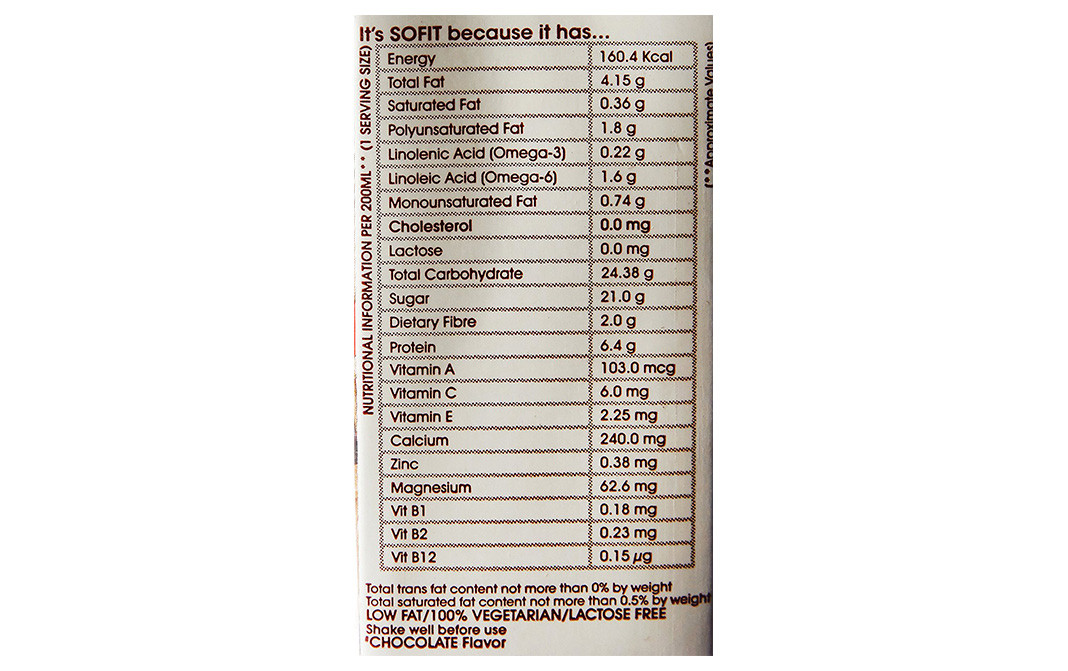 It's SOFIT because it has...
NUTRITIONAL INFORMATION PER 200ML** (1 SERVING SIZE)
Energy 160.4 Kcal
Total Fat 4.15 g
Saturated Fat 0.36 g
Polyunsaturated Fat 1.8 g
Linolenic Acid (Omega-3) 0.22 g
Linoleic Acid (Omega-6) 1.6 g
Monounsaturated Fat 0.74 g
Cholesterol 0.0 mg
Lactose 0.0 mg
Total Carbohydrate 24.38 g
Sugar 21.0 g
Dietary Fibre 2.0 g
Protein 6.4 g
Vitamin A 103.0 mcg
Vitamin C 6.0 mg
Vitamin E 2.25 mg
Calcium 240.0 mg
Zinc 0.38 mg
Magnesium 62.6 mg
Vit B1 0.18 mg
Vit B2 0.23 mg
Vit B12 0.15 µg
(**Approximate Values)
Total trans fat content not more than 0% by weight
Total saturated fat content not more than 0.5% by weight
LOW FAT/100% VEGETARIAN/LACTOSE FREE
Shake well before use
*CHOCOLATE Flavor